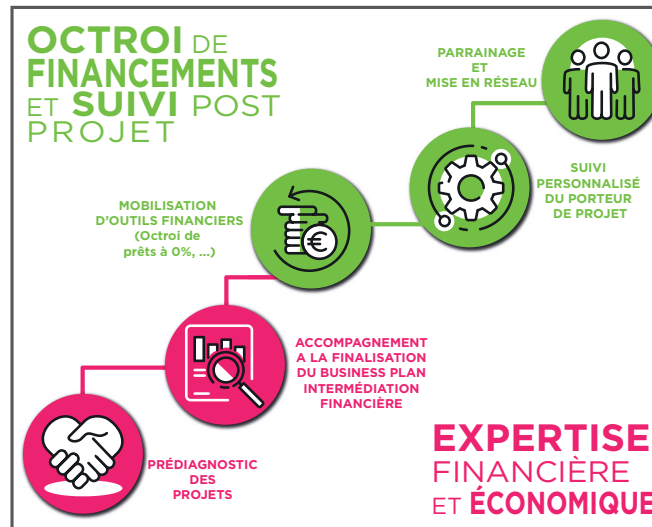 OCTROI DE
FINANCEMENTS
ET SUIVI POST
PROJET
PARRAINAGE
ET
MISE EN RÉSEAU
SUIVI
PERSONNALISÉ
DU PORTEUR
DE PROJET
MOBILISATION
D'OUTILS FINANCIERS
(Octroi de
prêts à 0%, ...)
€
ACCOMPAGNEMENT
A LA FINALISATION
DU BUSINESS PLAN
INTERMÉDIATION
FINANCIÈRE
PRÉDIAGNOSTIC
DES
PROJETS
EXPERTISE
FINANCIÈRE
ET ÉCONOMIQUE